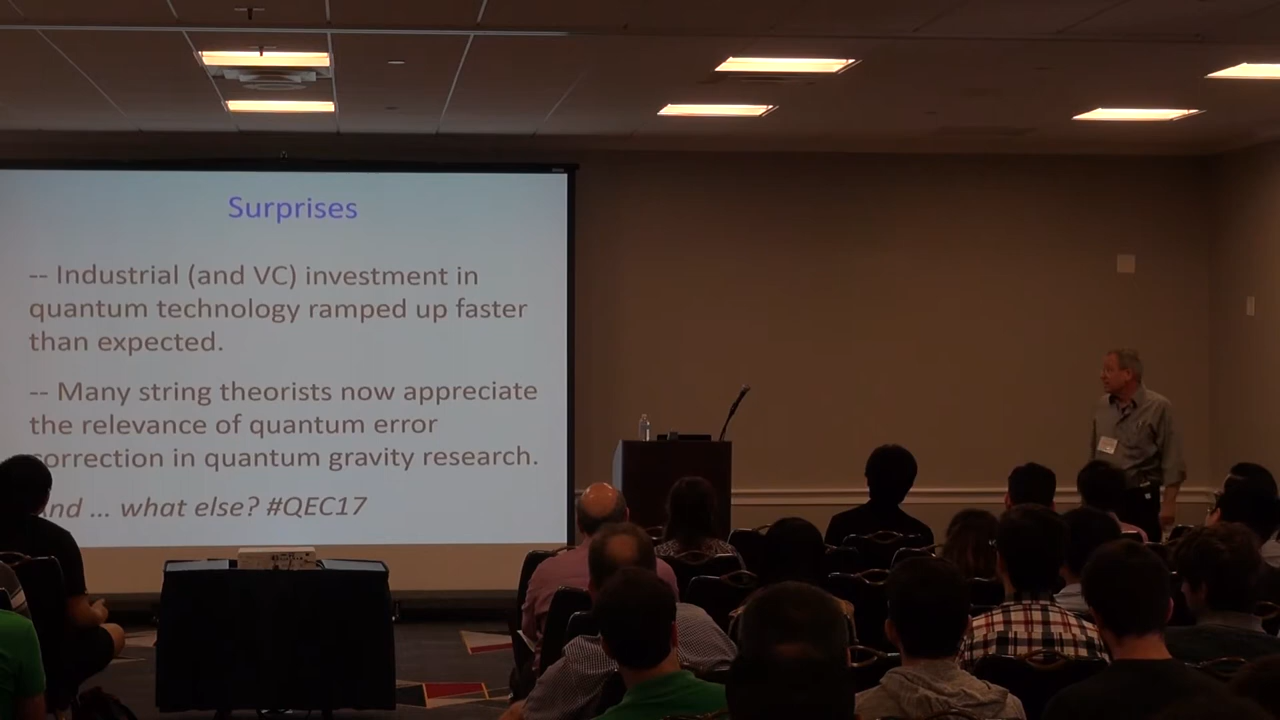 Surprises
-- Industrial (and VC) investment in
quantum technology ramped up faster
than expected.
-- Many string theorists now appreciate
the relevance of quantum error
correction in quantum gravity research.
And ... what else? #QEC17